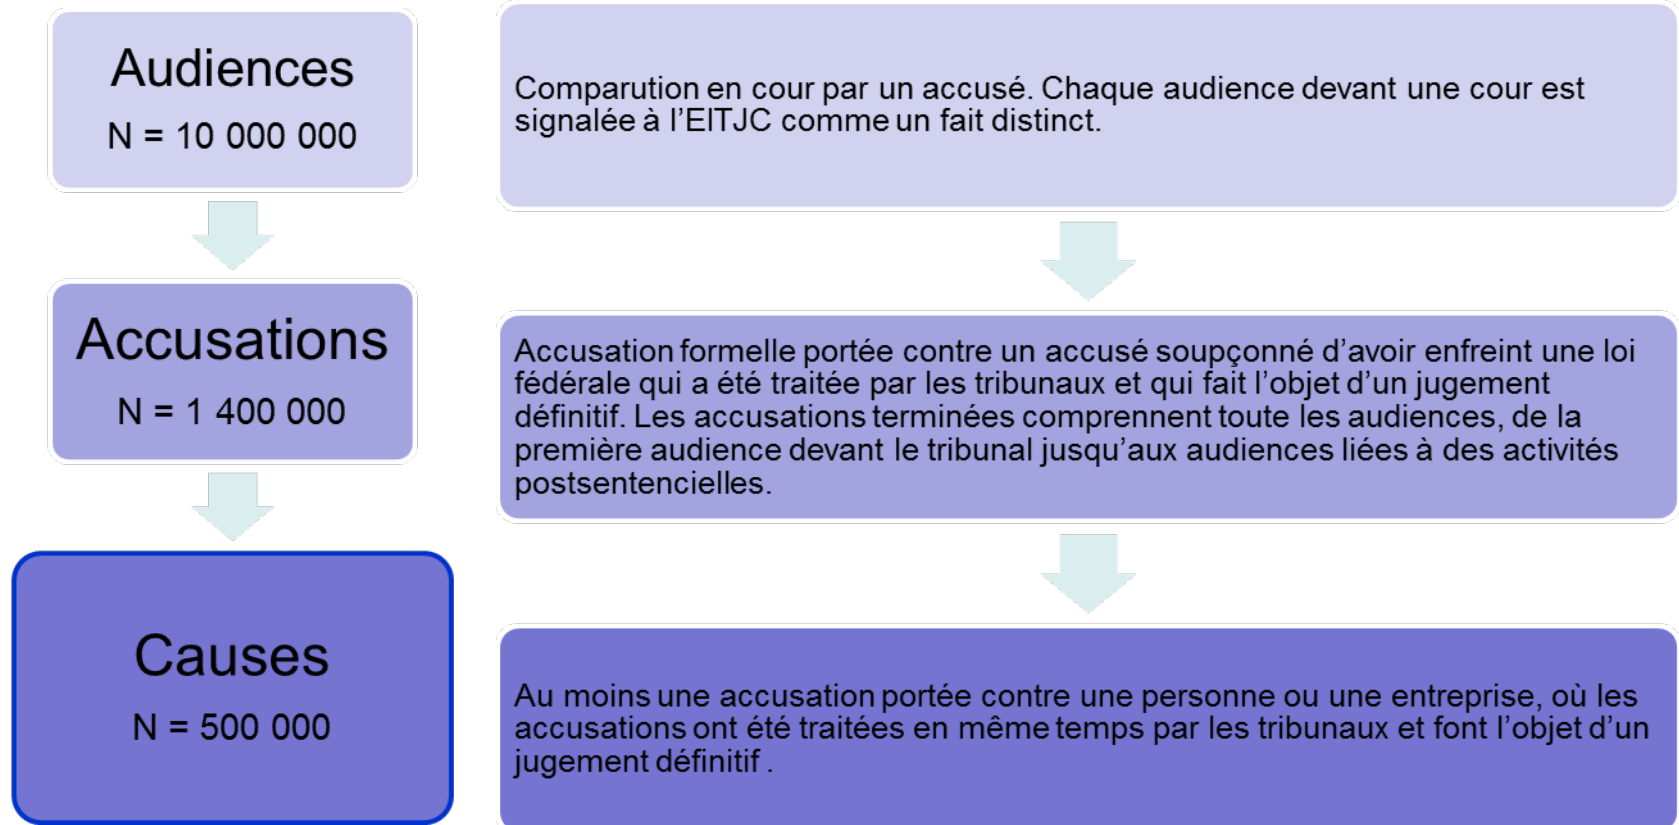 Audiences
N = 10 000 000
Comparution en cour par un accusé. Chaque audience devant une cour est
signalée à l’EITJC comme un fait distinct.
Accusations
N = 1 400 000
Accusation formelle portée contre un accusé soupçonné d’avoir enfreint une loi
fédérale qui a été traitée par les tribunaux et qui fait l’objet d’un jugement
définitif. Les accusations terminées comprennent toute les audiences, de la
première audience devant le tribunal jusqu’aux audiences liées à des activités
postsentencielles.
Causes
N = 500 000
Au moins une accusation portée contre une personne ou une entreprise, où les
accusations ont été traitées en même temps par les tribunaux et font l’objet d’un
jugement définitif .